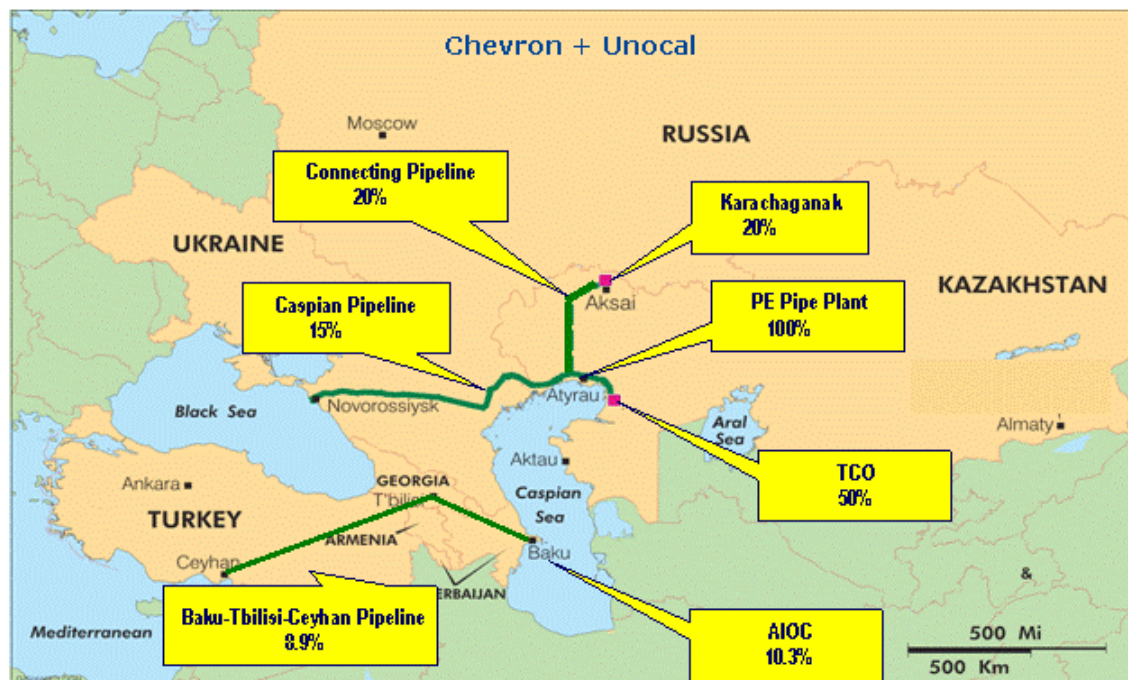 Chevron + Unocal
Moscow
RUSSIA
Connecting Pipeline
20%
Karachaganak
20%
UKRAINE
KAZAKHSTAN
Aksai
Caspian Pipeline
15%
PE Pipe Plant
100%
Black Sea
Novorossiysk
Atyrau
Aral
Sea
Almaty
Aktau
TCO
50%
Ankara
GEORGIA
T'bilisi
Caspian
Sea
TURKEY
ARMENIA
Baku
Ceyhan
&
ERBAIJAN
Baku-Tbilisi-Ceyhan Pipeline
8.9%
Mediterranean
AIOC
10.3%
500 Mi
500 Km